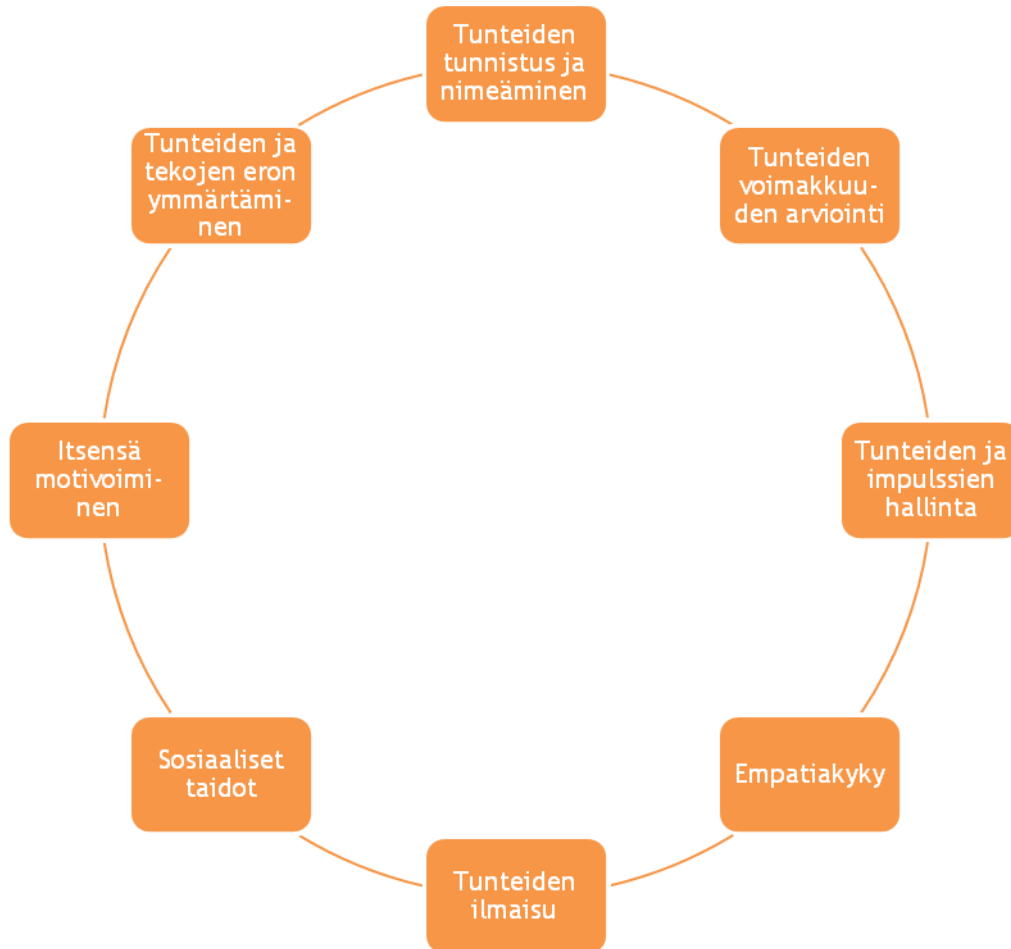 Tunteiden
tunnistus ja
nimeäminen
Tunteiden
voimakkuu-
den arviointi
Tunteiden ja
impulssien
hallinta
Empatiakyky
Tunteiden
ilmaisu
Sosiaaliset
taidot
Itsensä
motivoimi-
nen
Tunteiden ja
tekojen eron
ymmärtämi-
nen